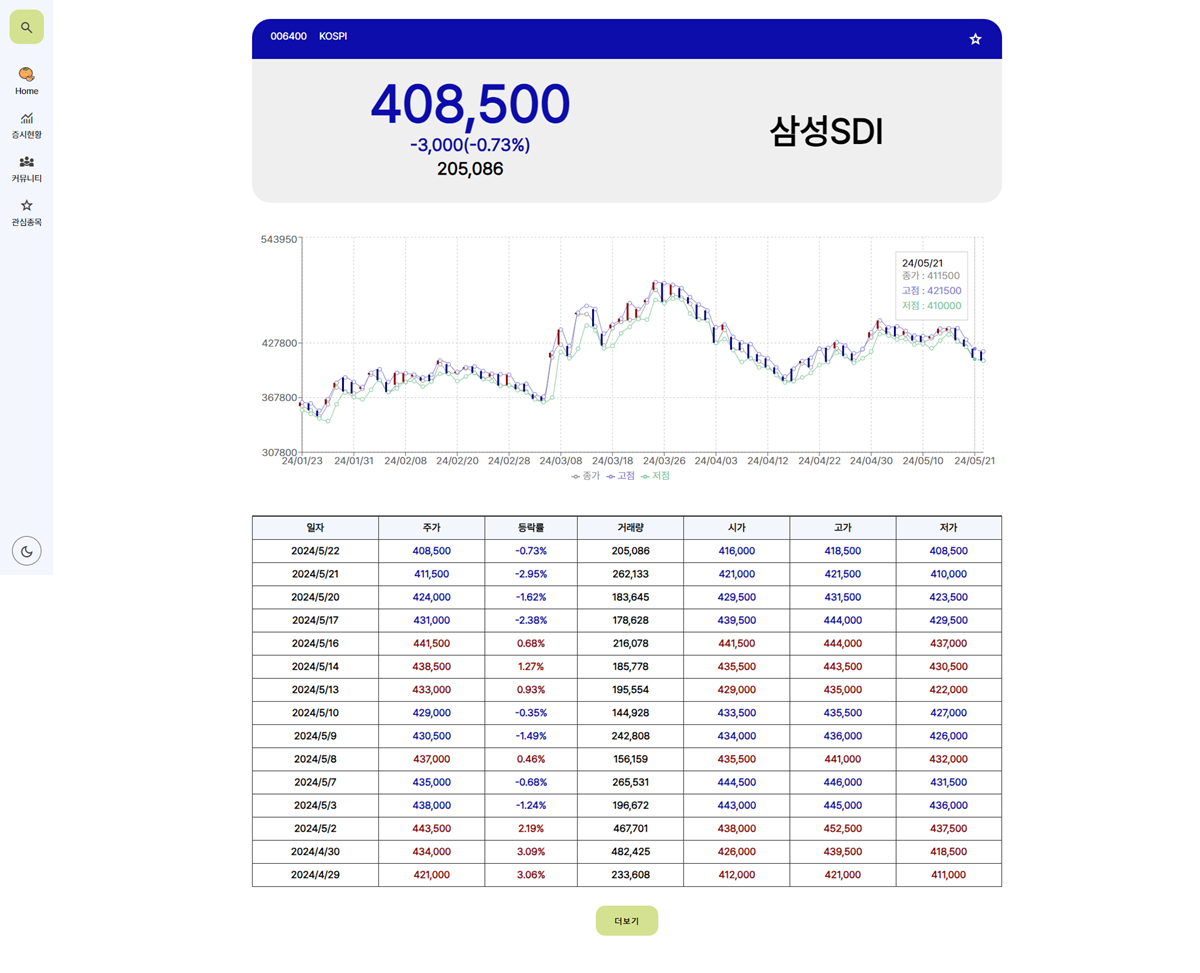 Home
증시현황
커뮤니티
관심종목
006400 KOSPI
408,500
-3,000(-0.73%)
205,086
삼성SDI
543950
427800
367800
307800
24/05/21
종가 : 411500
고점 : 421500
저점 : 410000
24/01/23 24/01/31 24/02/08 24/02/20 24/02/28 24/03/08 24/03/18 24/03/26 24/04/03 24/04/12 24/04/22 24/04/30 24/05/10 24/05/21
종가 고점 저점
일자 주가 등락률 거래량 시가 고가 저가
2024/5/22 408,500 -0.73% 205,086 416,000 418,500 408,500
2024/5/21 411,500 -2.95% 262,133 421,000 421,500 410,000
2024/5/20 424,000 -1.62% 183,645 429,500 431,500 423,500
2024/5/17 431,000 -2.38% 178,628 439,500 444,000 429,500
2024/5/16 441,500 0.68% 216,078 441,500 444,000 437,000
2024/5/14 438,500 1.27% 185,778 435,500 443,500 430,500
2024/5/13 433,000 0.93% 195,554 429,000 435,000 422,000
2024/5/10 429,000 -0.35% 144,928 433,500 435,500 427,000
2024/5/9 430,500 -1.49% 242,808 434,000 436,000 426,000
2024/5/8 437,000 0.46% 156,159 435,500 441,000 432,000
2024/5/7 435,000 -0.68% 265,531 444,500 446,000 431,500
2024/5/3 438,000 -1.24% 196,672 443,000 445,000 436,000
2024/5/2 443,500 2.19% 467,701 438,000 452,500 437,500
2024/4/30 434,000 3.09% 482,425 426,000 439,500 418,500
2024/4/29 421,000 3.06% 233,608 412,000 421,000 411,000
더보기